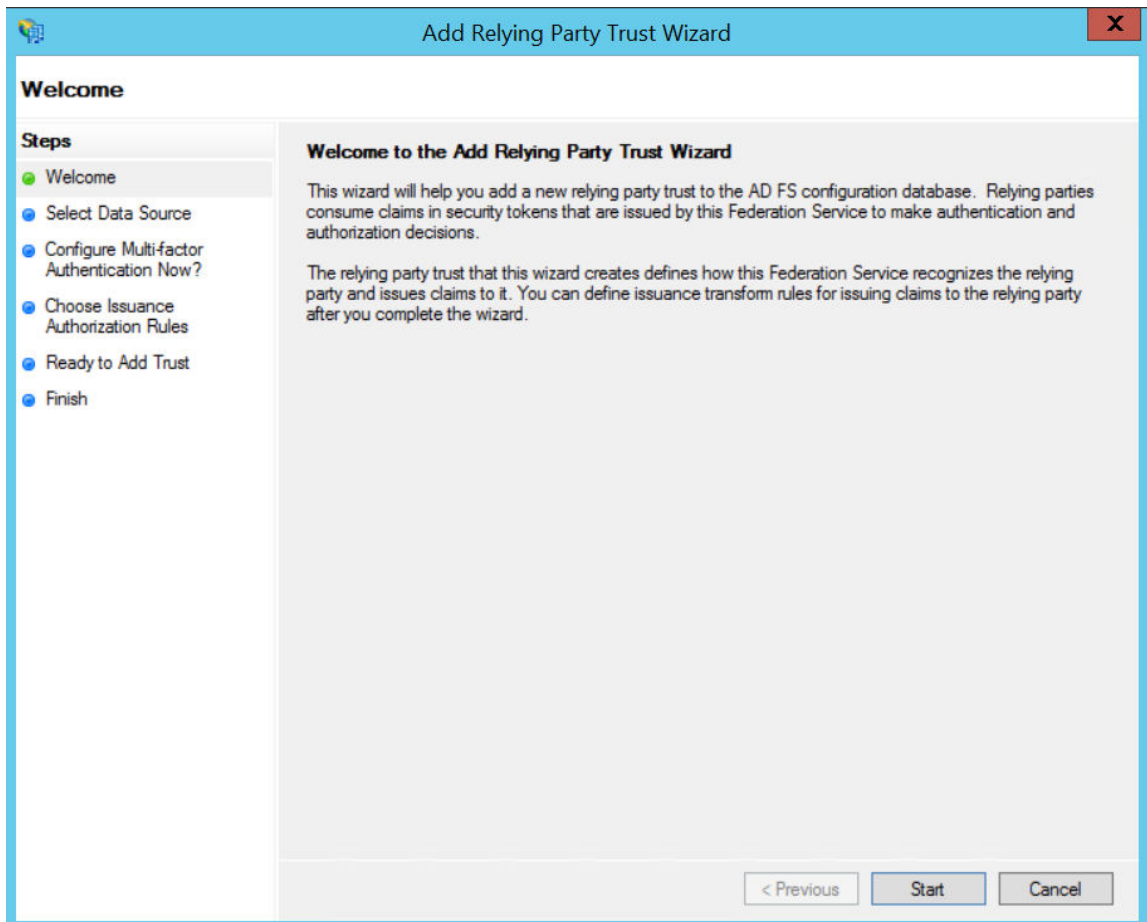 Add Relying Party Trust Wizard
X
Welcome
Steps
Welcome
Select Data Source
Configure Multi-factor
Authentication Now?
Choose Issuance
Authorization Rules
Ready to Add Trust
Finish
Welcome to the Add Relying Party Trust Wizard
This wizard will help you add a new relying party trust to the AD FS configuration database.  Relying parties
consume claims in security tokens that are issued by this Federation Service to make authentication and
authorization decisions.
The relying party trust that this wizard creates defines how this Federation Service recognizes the relying
party and issues claims to it. You can define issuance transform rules for issuing claims to the relying party
after you complete the wizard.
< Previous
Start
Cancel